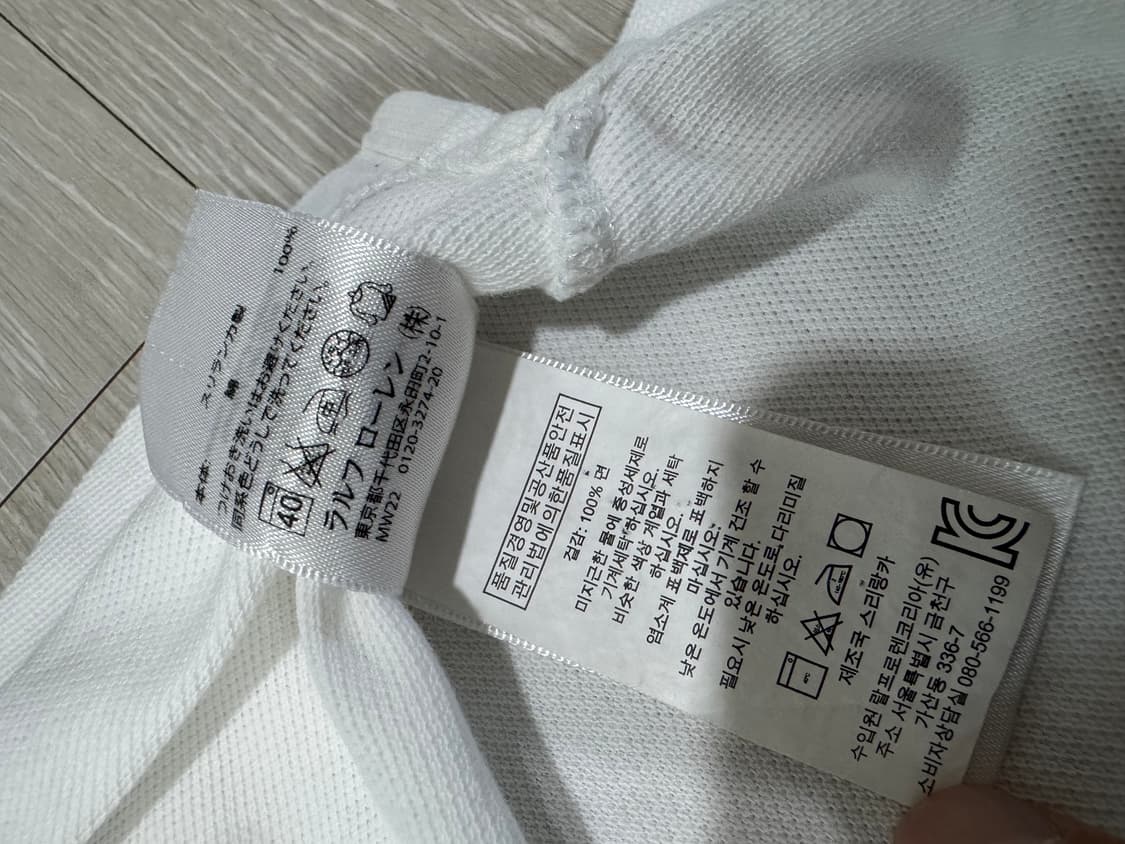 本体 スリランカ製
綿 100%
つけおき洗いはお避けください。
同系色どうしで洗ってください。
40
ラルフ ローレン (株)
東京都千代田区永田町2-10-1
0120-3274-20
MW22
품질경영및공산품안전
관리법에의한품질표시
겉감: 100% 면
미지근한 물에 중성세제로
기계세탁 하십시오.
비슷한 색상 계열과 세탁
하십시오.
염소계 표백제로 표백하지
마십시오.
낮은 온도에서 기계 건조 할 수
있습니다.
필요시 낮은 온도로 다리미질
하십시오.
40℃
제조국 스리랑카
수입원 랄프로렌코리아(유)
주소 서울특별시 금천구
가산동 336-7
소비자상담실 080-566-1199